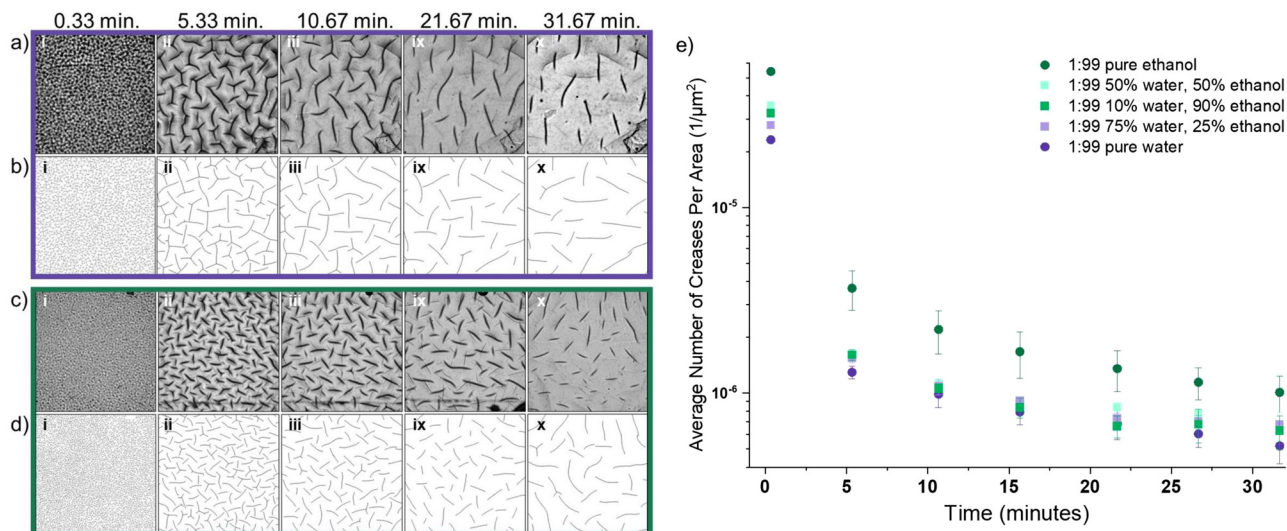 0.33 min. 5.33 min. 10.67 min. 21.67 min. 31.67 min.
a) i ii iii ix x
b) i ii iii ix x
c) i ii iii ix x
d) i ii iii ix x
e)
1:99 pure ethanol
1:99 50% water, 50% ethanol
1:99 10% water, 90% ethanol
1:99 75% water, 25% ethanol
1:99 pure water
Average Number of Creases Per Area (1/µm²)
10⁻⁵
10⁻⁶
0 5 10 15 20 25 30
Time (minutes)